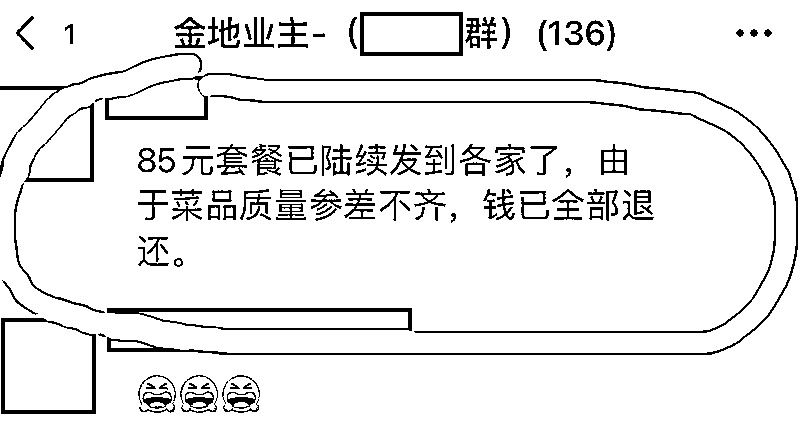 1 金地业主-（群）(136)
85元套餐已陆续发到各家了，由
于菜品质量参差不齐，钱已全部退
还。